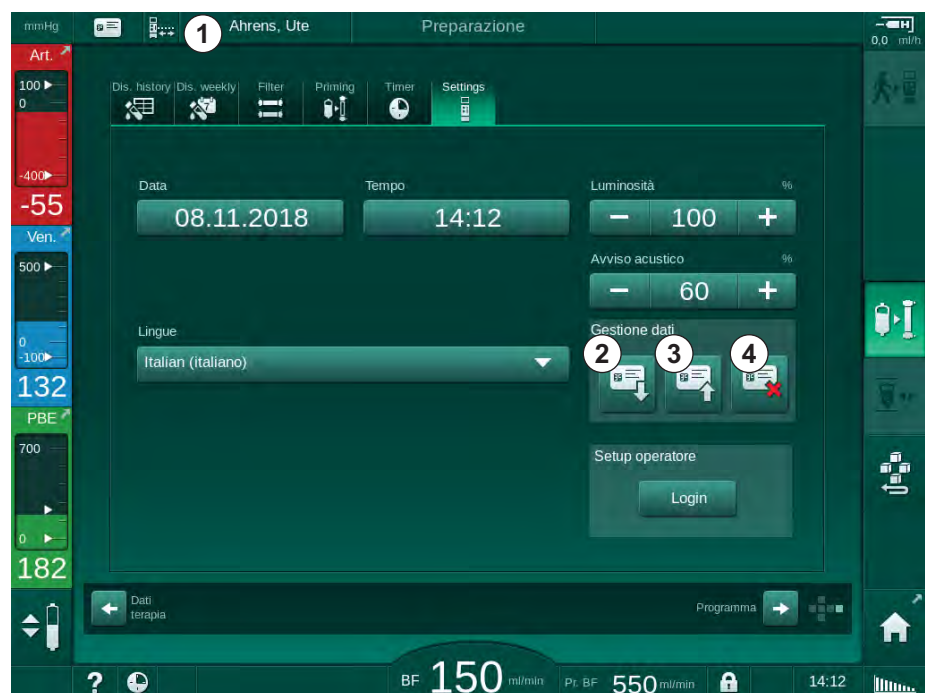 mmHg
1
Ahrens, Ute
Preparazione
0,0 ml/h
Art.
100
0
-400
-55
Ven.
500
0
-100
132
PBE
700
0
182
Dis. history
Dis. weekly
Filter
Priming
Timer
Settings
Data
Tempo
Luminosità
%
08.11.2018
14:12
− 100 +
Avviso acustico
%
− 60 +
Lingue
Italian (italiano)
Gestione dati
2
3
4
Setup operatore
Login
Dati
terapia
Programma
? BF 150 ml/min Pr. BF 550 ml/min 14:12